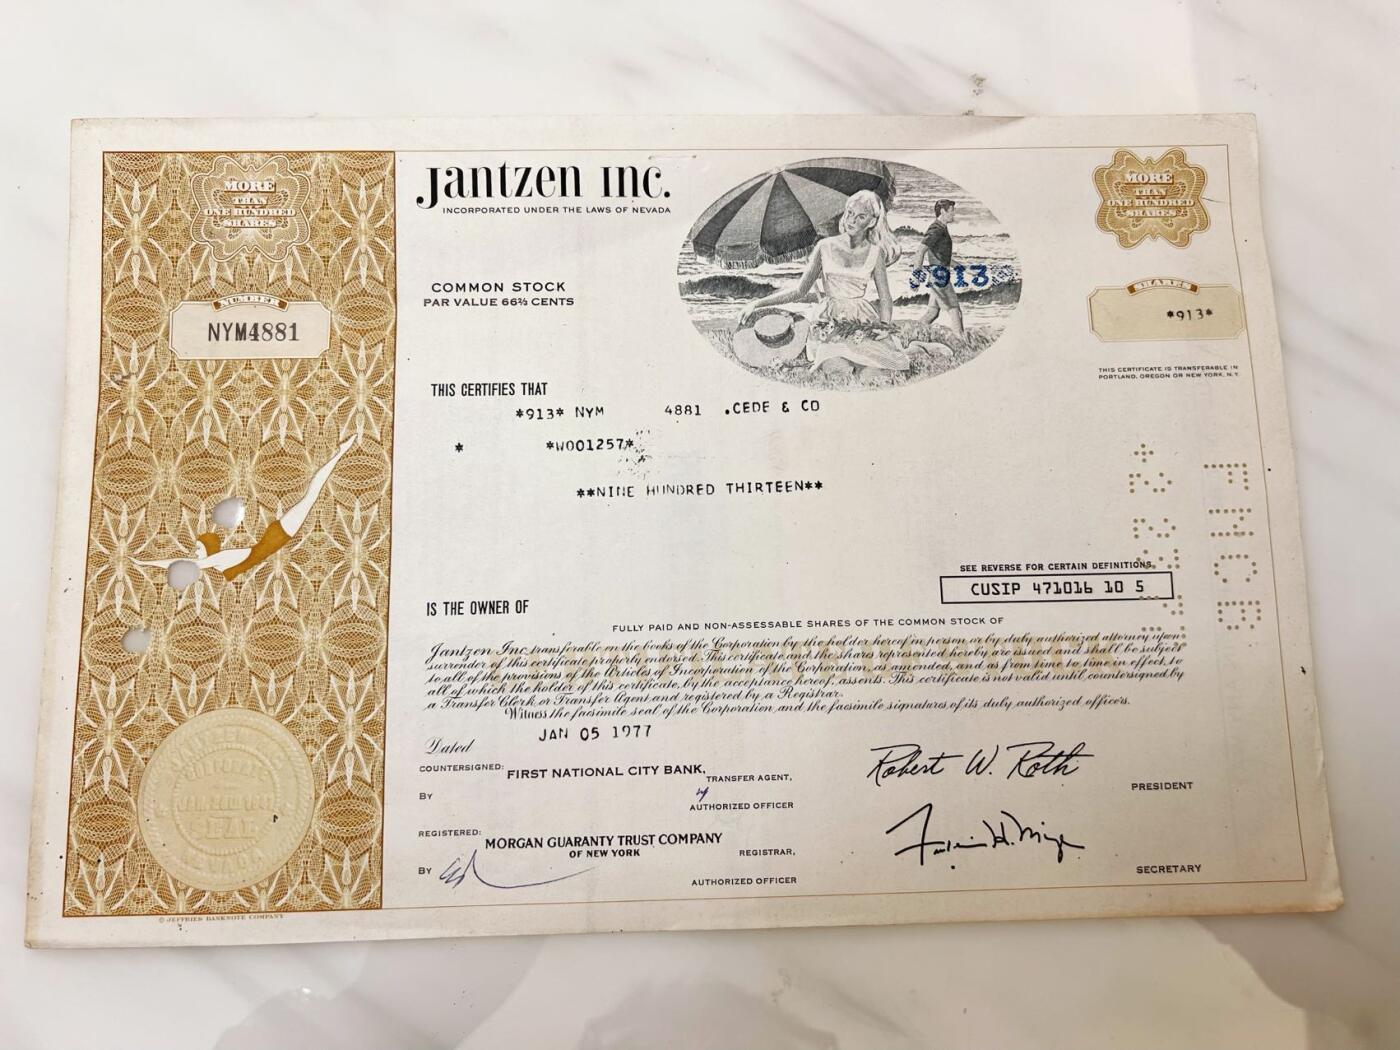 MORE
THAN
ONE HUNDRED
SHARES
NUMBER
NYM4881
Jantzen Inc.
INCORPORATED UNDER THE LAWS OF NEVADA
COMMON STOCK
PAR VALUE 66⅔ CENTS
913
MORE
THAN
ONE HUNDRED
SHARES
SHARES
*913*
THIS CERTIFICATE IS TRANSFERABLE IN
PORTLAND, OREGON OR NEW YORK, N.Y.
THIS CERTIFIES THAT
*913* NYM 4881 .CEDE & CO
* *W001257*
**NINE HUNDRED THIRTEEN**
SEE REVERSE FOR CERTAIN DEFINITIONS
CUSIP 471016 10 5
IS THE OWNER OF
FULLY PAID AND NON-ASSESSABLE SHARES OF THE COMMON STOCK OF
Jantzen Inc. transferable on the books of the Corporation by the holder hereof in person or by duly authorized attorney upon
surrender of this certificate properly endorsed. This certificate and the shares represented hereby are issued and shall be subject
to all of the provisions of the Articles of Incorporation of the Corporation, as amended, and as from time to time in effect, to
all of which the holder of this certificate, by the acceptance hereof, assents. This certificate is not valid until countersigned by
a Transfer Clerk or Transfer Agent and registered by a Registrar.
Witness the facsimile seal of the Corporation and the facsimile signatures of its duly authorized officers.
Dated JAN 05 1977
COUNTERSIGNED: FIRST NATIONAL CITY BANK,
TRANSFER AGENT,
BY
AUTHORIZED OFFICER
REGISTERED: MORGAN GUARANTY TRUST COMPANY
OF NEW YORK
REGISTRAR,
BY
AUTHORIZED OFFICER
Robert W. Roth
PRESIDENT
SECRETARY
CORPORATE
SEAL
© JEFFRIES BANKNOTE COMPANY